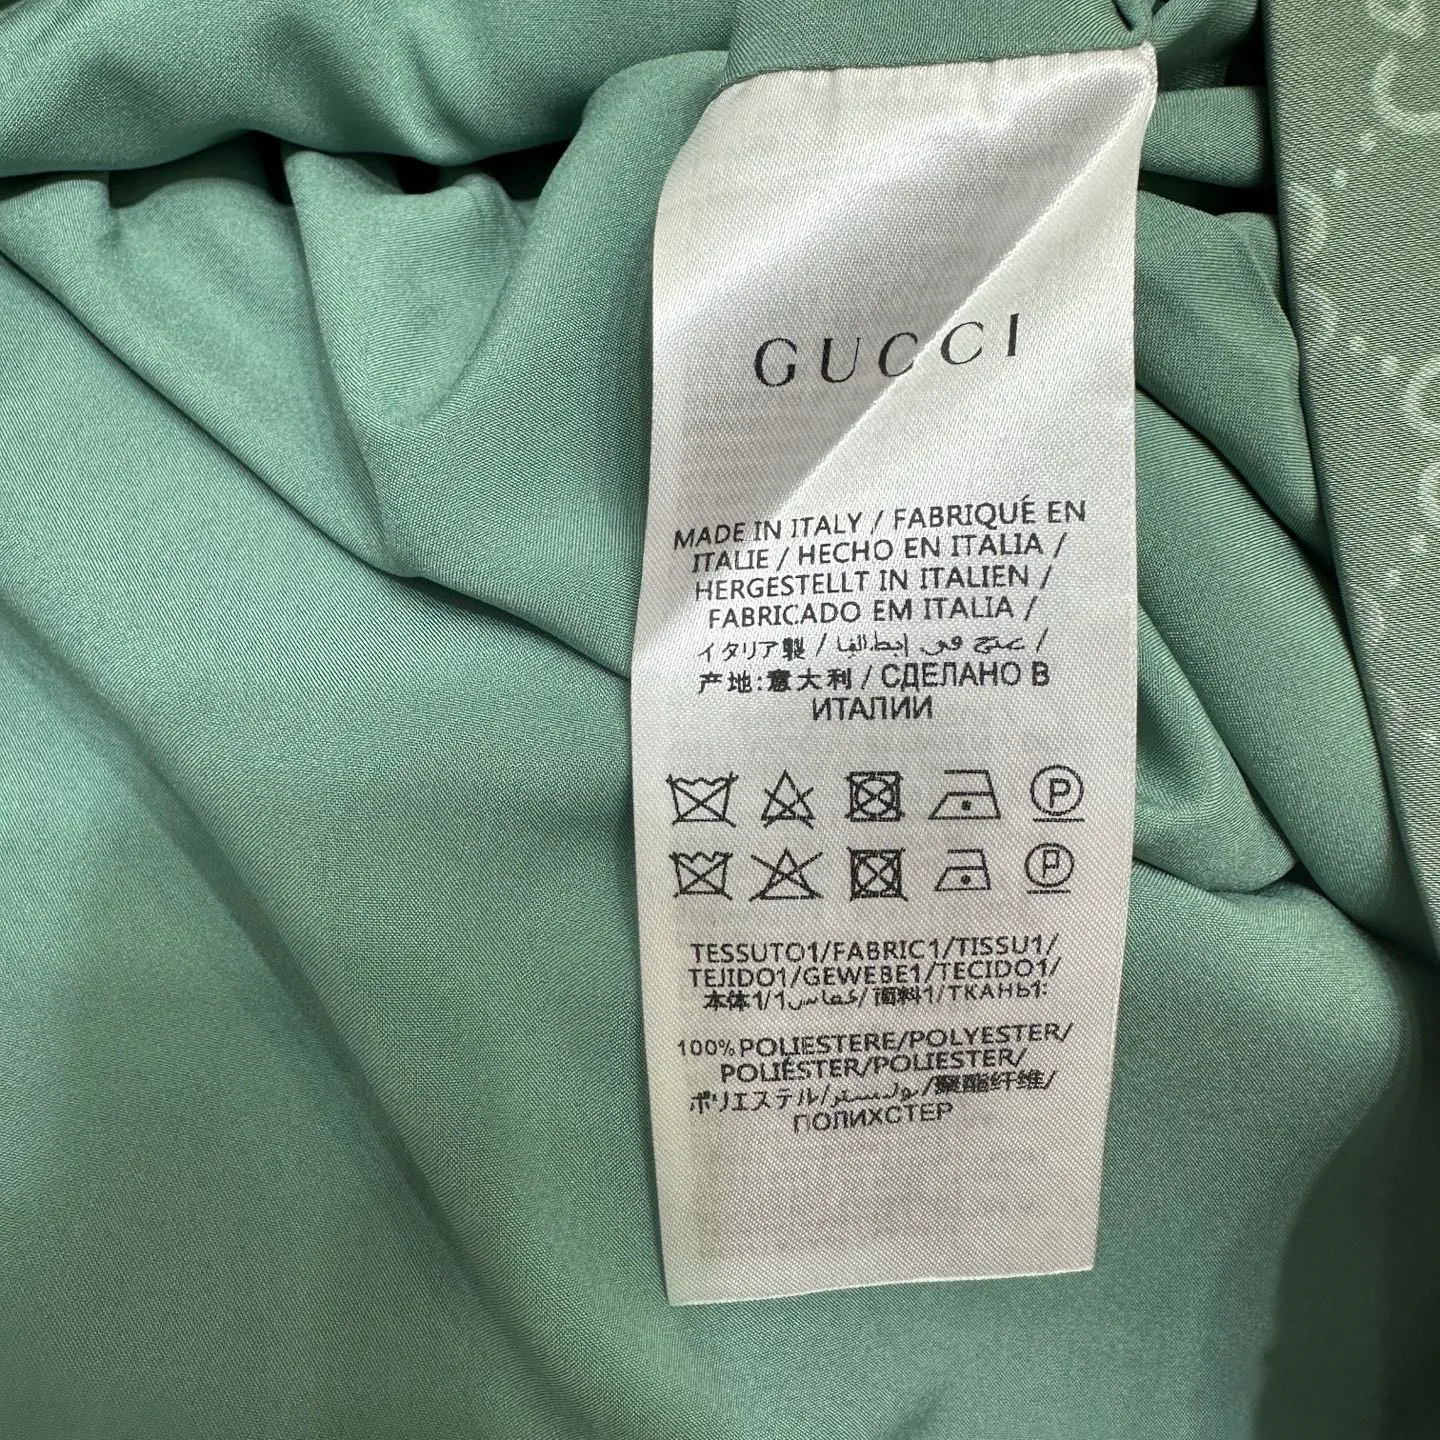 GUCCI
MADE IN ITALY / FABRIQUÉ EN
ITALIE / HECHO EN ITALIA /
HERGESTELLT IN ITALIEN /
FABRICADO EM ITALIA /
イタリア製 / في إيطاليا /
产地:意大利 / СДЕЛАНО В
ИТАЛИИ
P
P
TESSUTO1/FABRIC1/TISSU1/
TEJIDO1/GEWEBE1/TECIDO1/
本体1/قماش1/面料1/ТКАНЬ1:
100%POLIESTERE/POLYESTER/
POLIÉSTER/POLIESTER/
ポリエステル/بوليستر/聚酯纤维/
ПОЛИХСТЕР